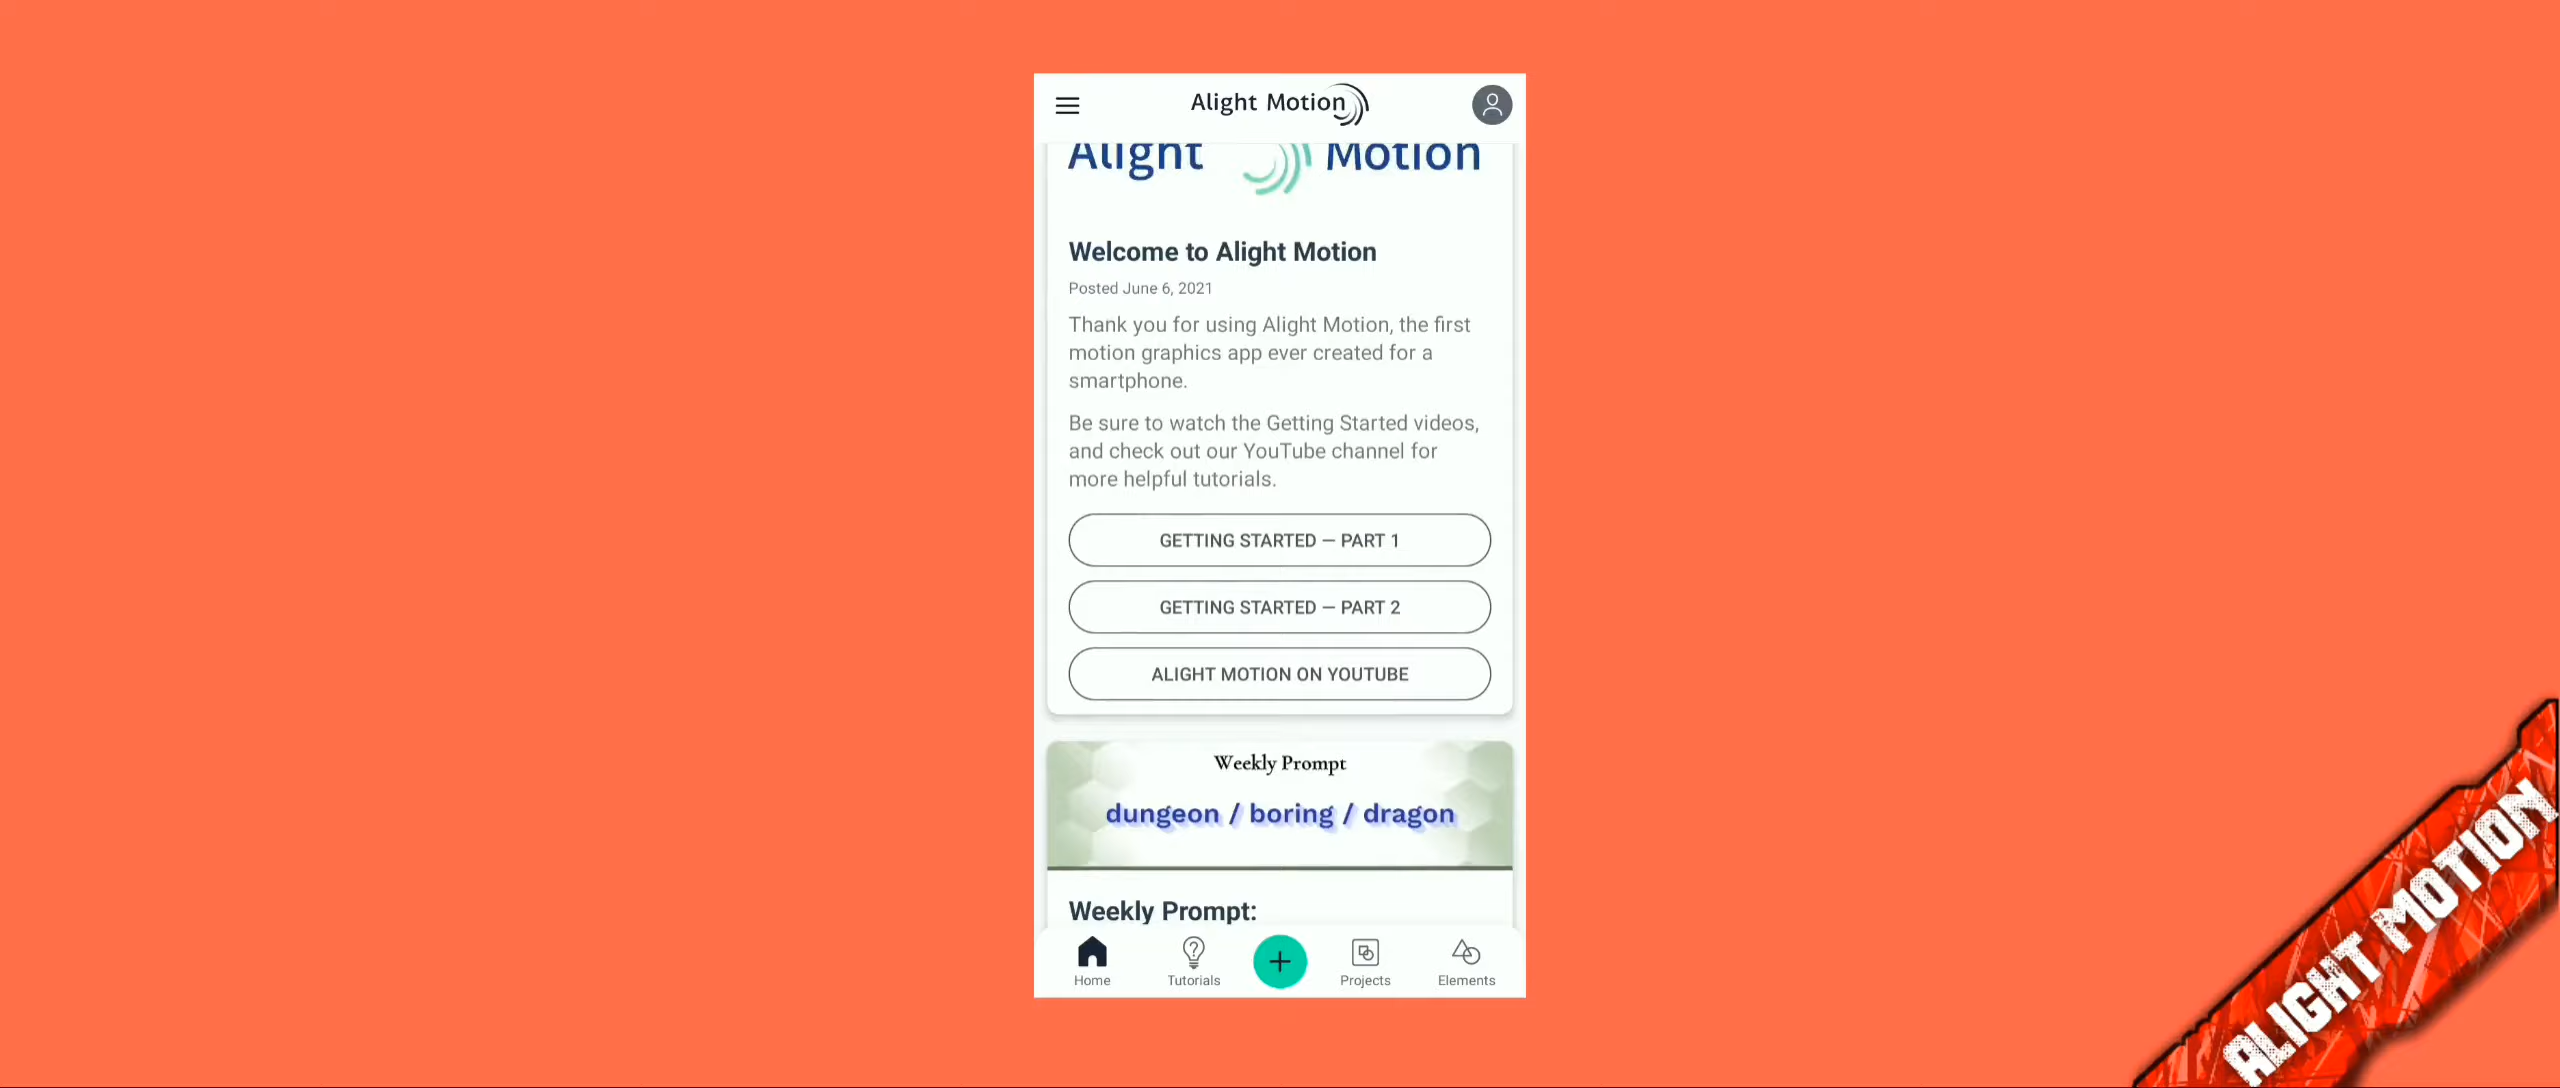 Alight Motion
Alight Motion
Welcome to Alight Motion
Posted June 6, 2021
Thank you for using Alight Motion, the first
motion graphics app ever created for a
smartphone.
Be sure to watch the Getting Started videos,
and check out our YouTube channel for
more helpful tutorials.
GETTING STARTED — PART 1
GETTING STARTED — PART 2
ALIGHT MOTION ON YOUTUBE
Weekly Prompt
dungeon / boring / dragon
Weekly Prompt:
Home
Tutorials
Projects
Elements
ALIGHT MOTION